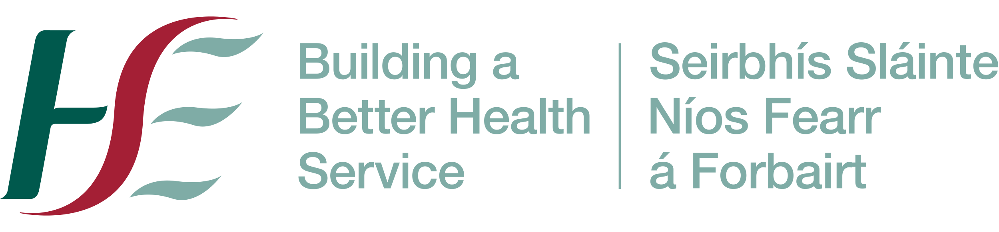 Building a
Better Health
Service
Seirbhís Sláinte
Níos Fearr
á Forbairt